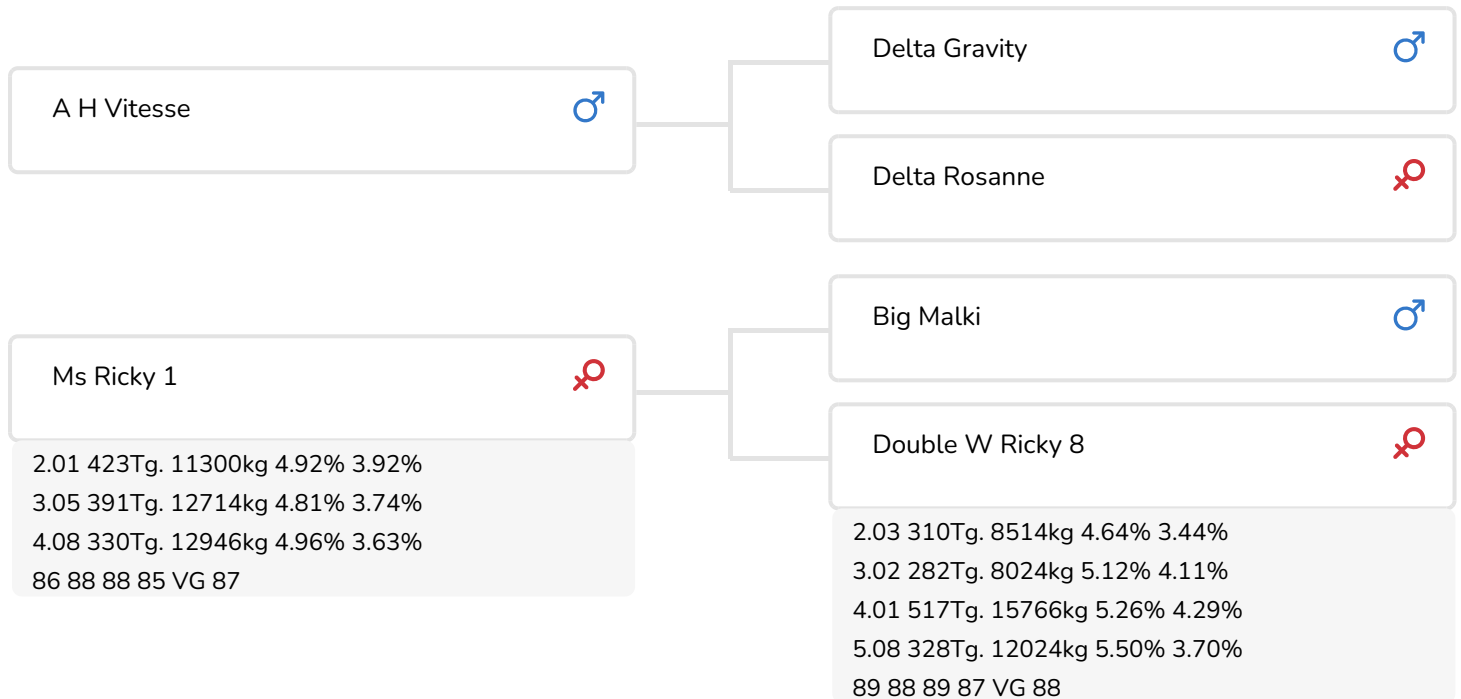 A H Vitesse
Delta Gravity
Delta Rosanne
Ms Ricky 1
2.01 423Tg. 11300kg 4.92% 3.92%
3.05 391Tg. 12714kg 4.81% 3.74%
4.08 330Tg. 12946kg 4.96% 3.63%
86 88 88 85 VG 87
Big Malki
Double W Ricky 8
2.03 310Tg. 8514kg 4.64% 3.44%
3.02 282Tg. 8024kg 5.12% 4.11%
4.01 517Tg. 15766kg 5.26% 4.29%
5.08 328Tg. 12024kg 5.50% 3.70%
89 88 89 87 VG 88